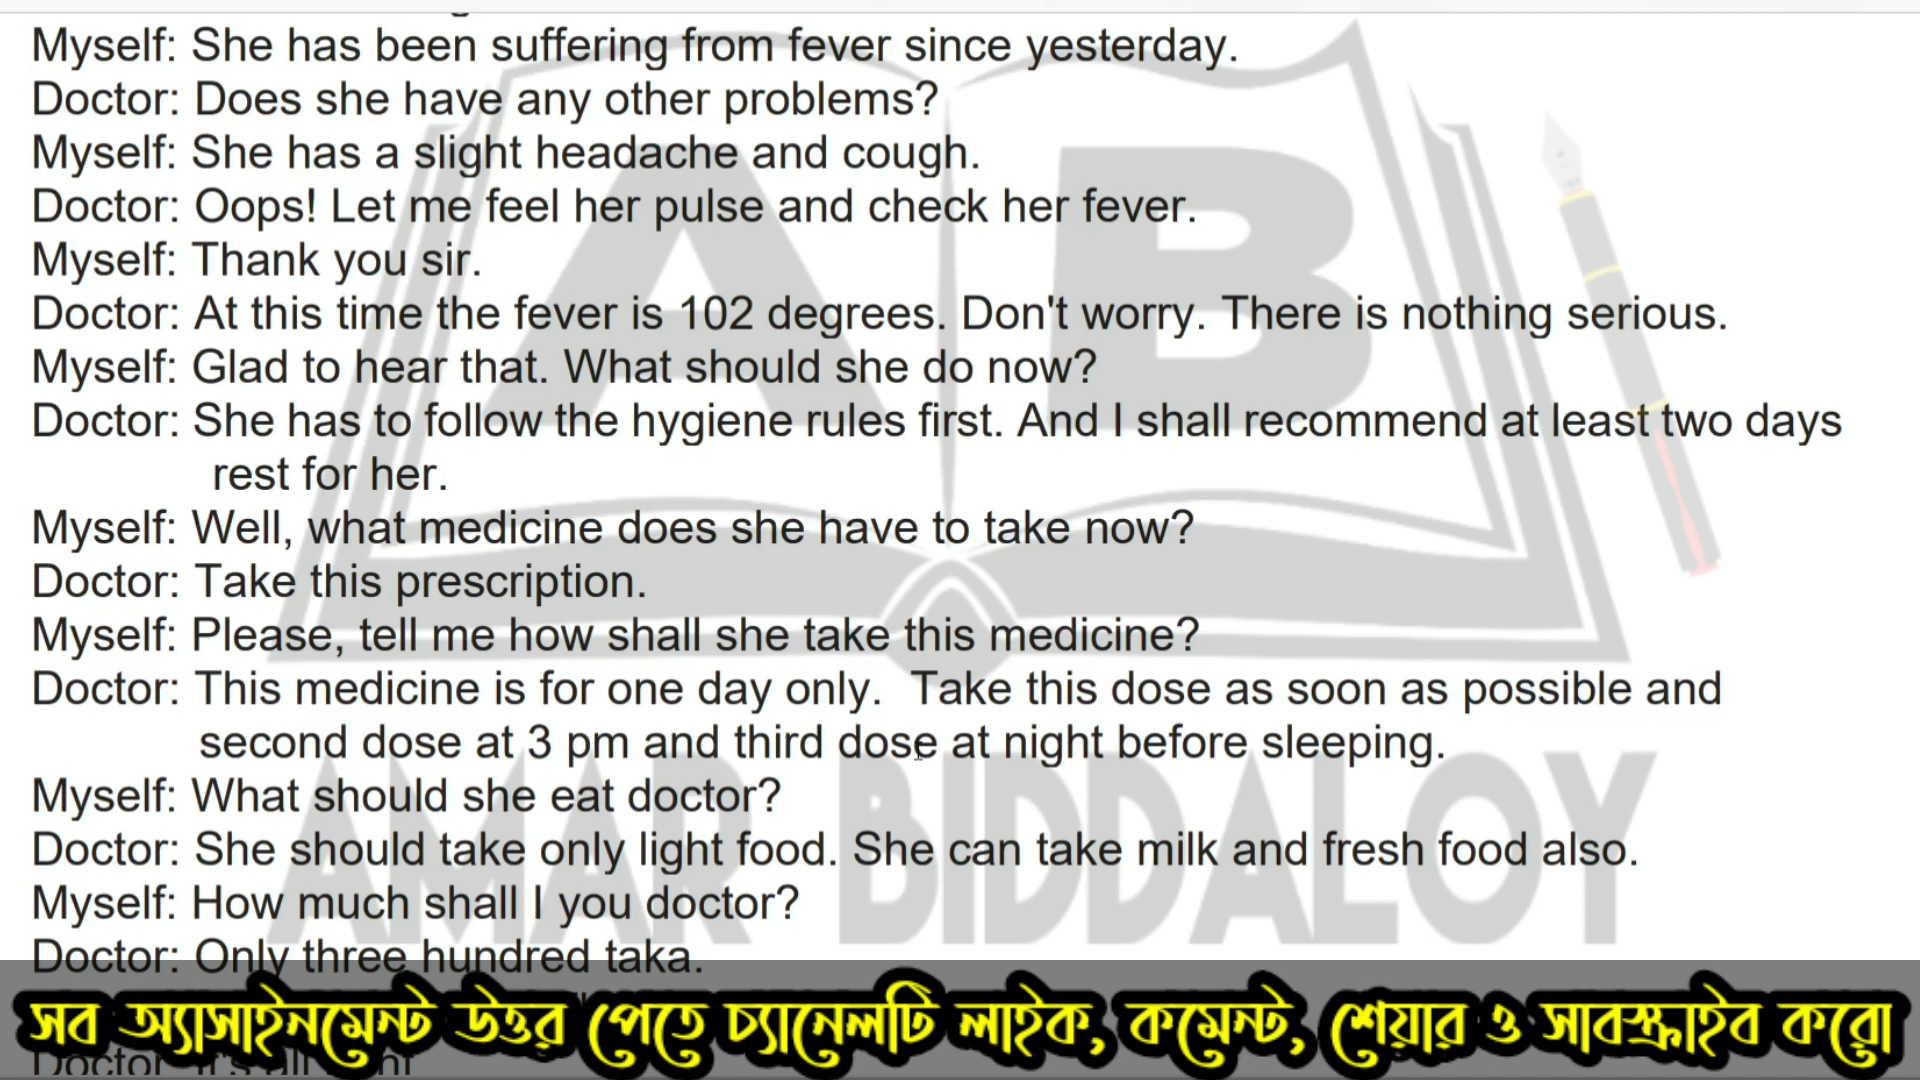 Myself: She has been suffering from fever since yesterday.
Doctor: Does she have any other problems?
Myself: She has a slight headache and cough.
Doctor: Oops! Let me feel her pulse and check her fever.
Myself: Thank you sir.
Doctor: At this time the fever is 102 degrees. Don't worry. There is nothing serious.
Myself: Glad to hear that. What should she do now?
Doctor: She has to follow the hygiene rules first. And I shall recommend at least two days
rest for her.
Myself: Well, what medicine does she have to take now?
Doctor: Take this prescription.
Myself: Please, tell me how shall she take this medicine?
Doctor: This medicine is for one day only. Take this dose as soon as possible and
second dose at 3 pm and third dose at night before sleeping.
Myself: What should she eat doctor?
Doctor: She should take only light food. She can take milk and fresh food also.
Myself: How much shall I you doctor?
Doctor: Only three hundred taka.
সব অ্যাসাইনমেন্ট উত্তর পেতে চ্যানেলটি লাইক, কমেন্ট, শেয়ার ও সাবস্ক্রাইব করো
Doctor: It's all right
AB
AMAR BIDDALOY